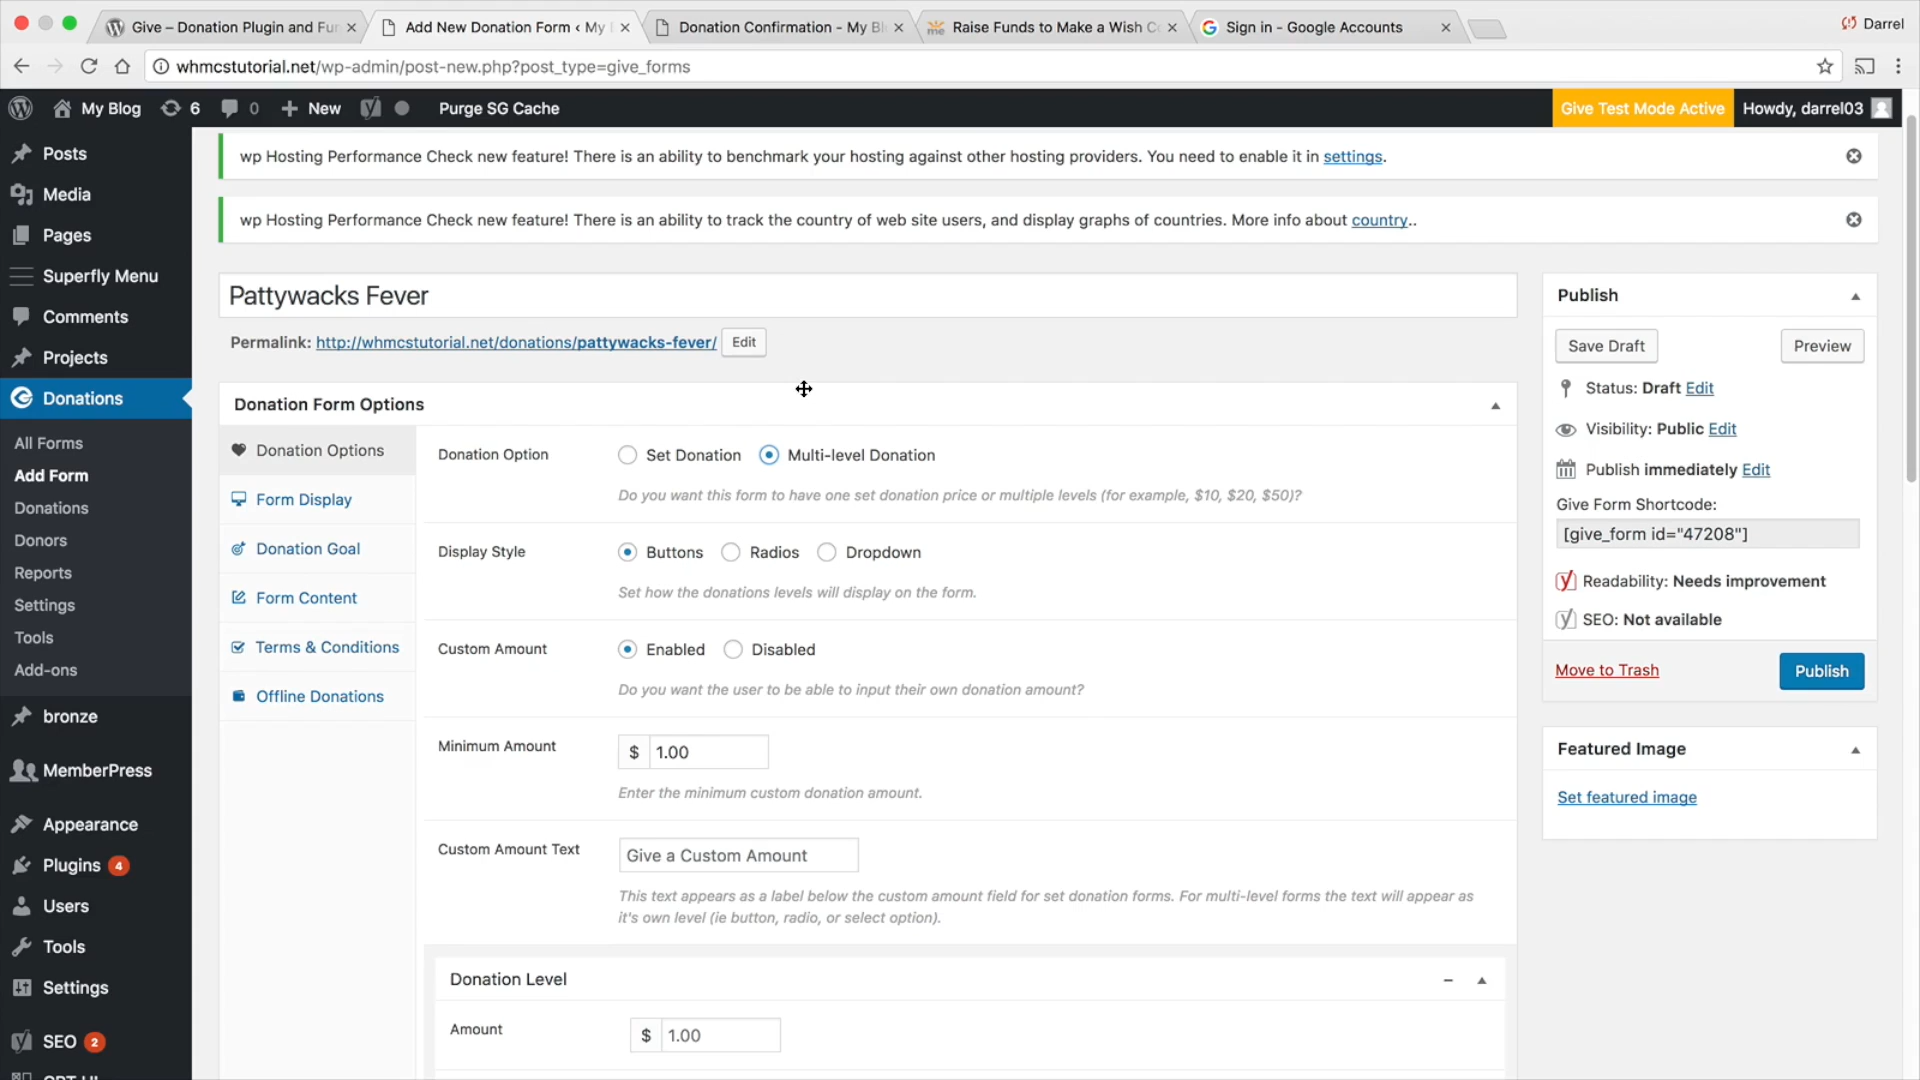 Give – Donation Plugin and Fun
Add New Donation Form ‹ My
Donation Confirmation - My Bl
Raise Funds to Make a Wish C
Sign in - Google Accounts
Darrel
whmcstutorial.net/wp-admin/post-new.php?post_type=give_forms
My Blog
6
0
New
Purge SG Cache
Give Test Mode Active
Howdy, darrel03
Posts
Media
Pages
Superfly Menu
Comments
Projects
Donations
All Forms
Add Form
Donations
Donors
Reports
Settings
Tools
Add-ons
bronze
MemberPress
Appearance
Plugins 4
Users
Tools
Settings
SEO 2
wp Hosting Performance Check new feature! There is an ability to benchmark your hosting against other hosting providers. You need to enable it in settings.
wp Hosting Performance Check new feature! There is an ability to track the country of web site users, and display graphs of countries. More info about country..
Pattywacks Fever
Permalink: http://whmcstutorial.net/donations/pattywacks-fever/ Edit
Donation Form Options
Donation Options
Form Display
Donation Goal
Form Content
Terms & Conditions
Offline Donations
Donation Option Set Donation Multi-level Donation
Do you want this form to have one set donation price or multiple levels (for example, $10, $20, $50)?
Display Style Buttons Radios Dropdown
Set how the donations levels will display on the form.
Custom Amount Enabled Disabled
Do you want the user to be able to input their own donation amount?
Minimum Amount $ 1.00
Enter the minimum custom donation amount.
Custom Amount Text Give a Custom Amount
This text appears as a label below the custom amount field for set donation forms. For multi-level forms the text will appear as
it's own level (ie button, radio, or select option).
Donation Level
Amount $ 1.00
Publish
Save Draft Preview
Status: Draft Edit
Visibility: Public Edit
Publish immediately Edit
Give Form Shortcode:
[give_form id="47208"]
Readability: Needs improvement
SEO: Not available
Move to Trash Publish
Featured Image
Set featured image